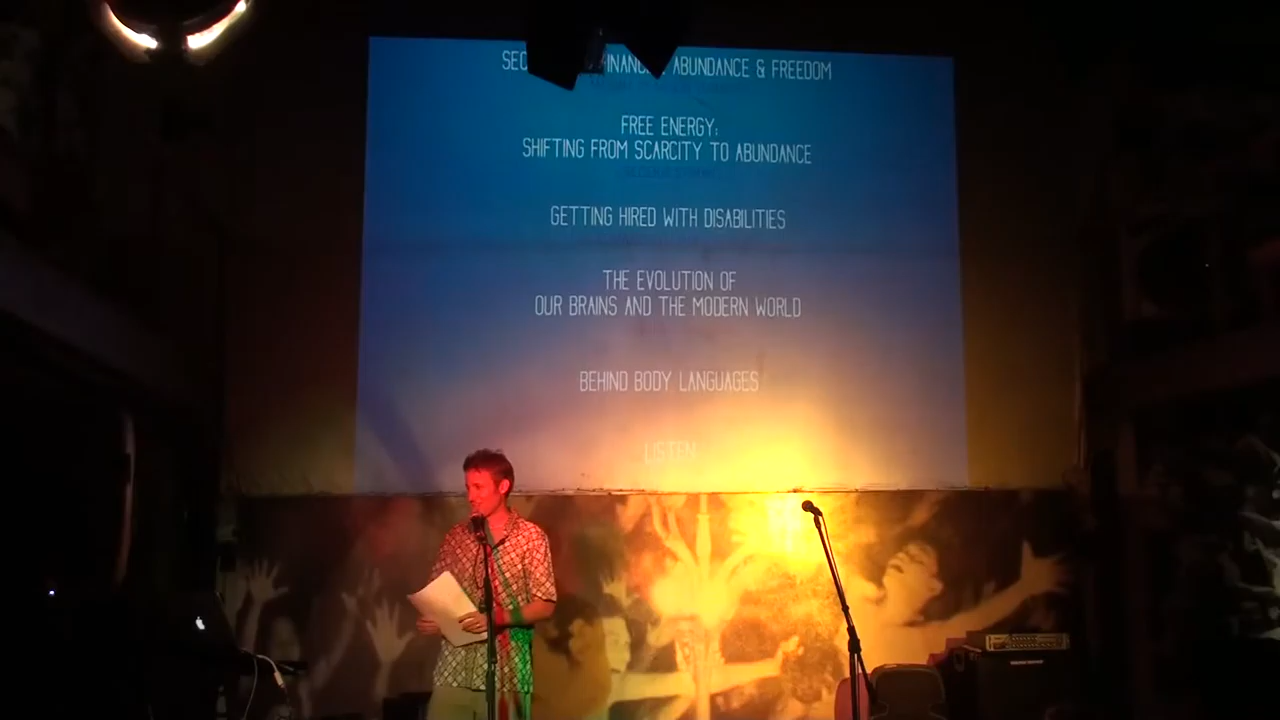 ABUNDANCE & FREEDOM
FREE ENERGY:
SHIFTING FROM SCARCITY TO ABUNDANCE
GETTING HIRED WITH DISABILITIES
THE EVOLUTION OF
OUR BRAINS AND THE MODERN WORLD
BEHIND BODY LANGUAGES
LISTEN